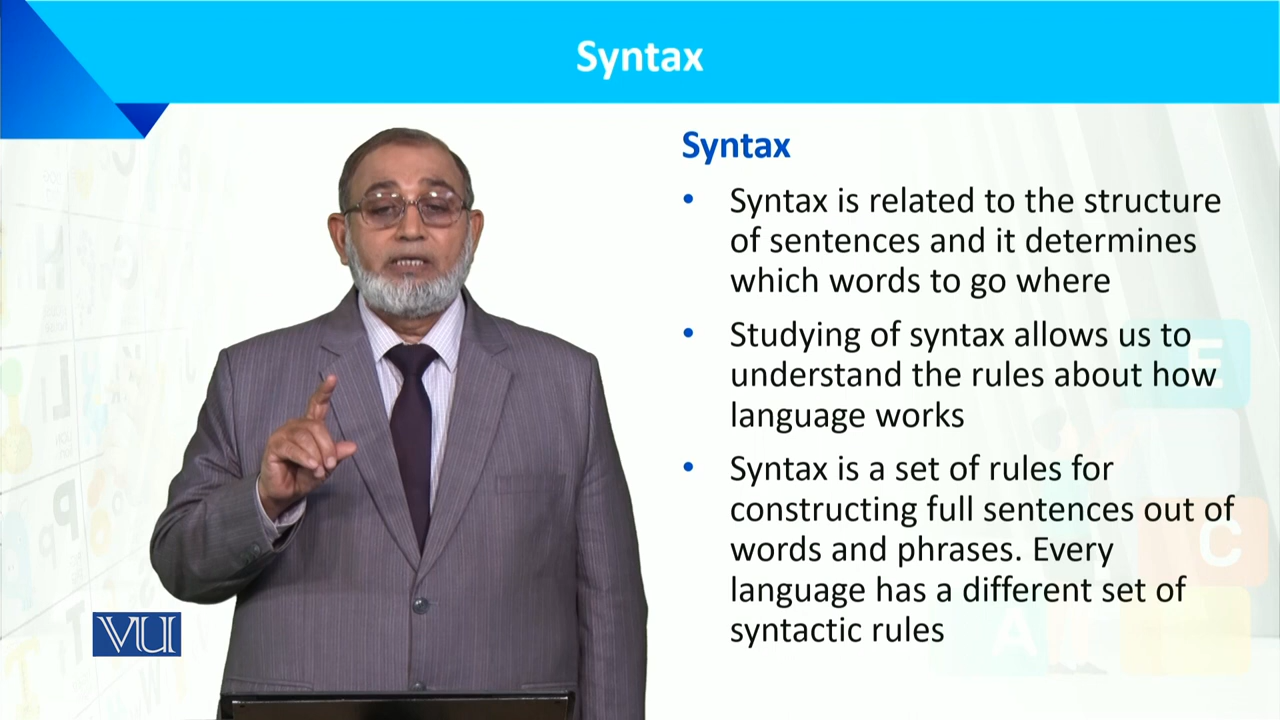 Syntax
Syntax
• Syntax is related to the structure
of sentences and it determines
which words to go where
• Studying of syntax allows us to
understand the rules about how
language works
• Syntax is a set of rules for
constructing full sentences out of
words and phrases. Every
language has a different set of
syntactic rules
VU
E
C
A